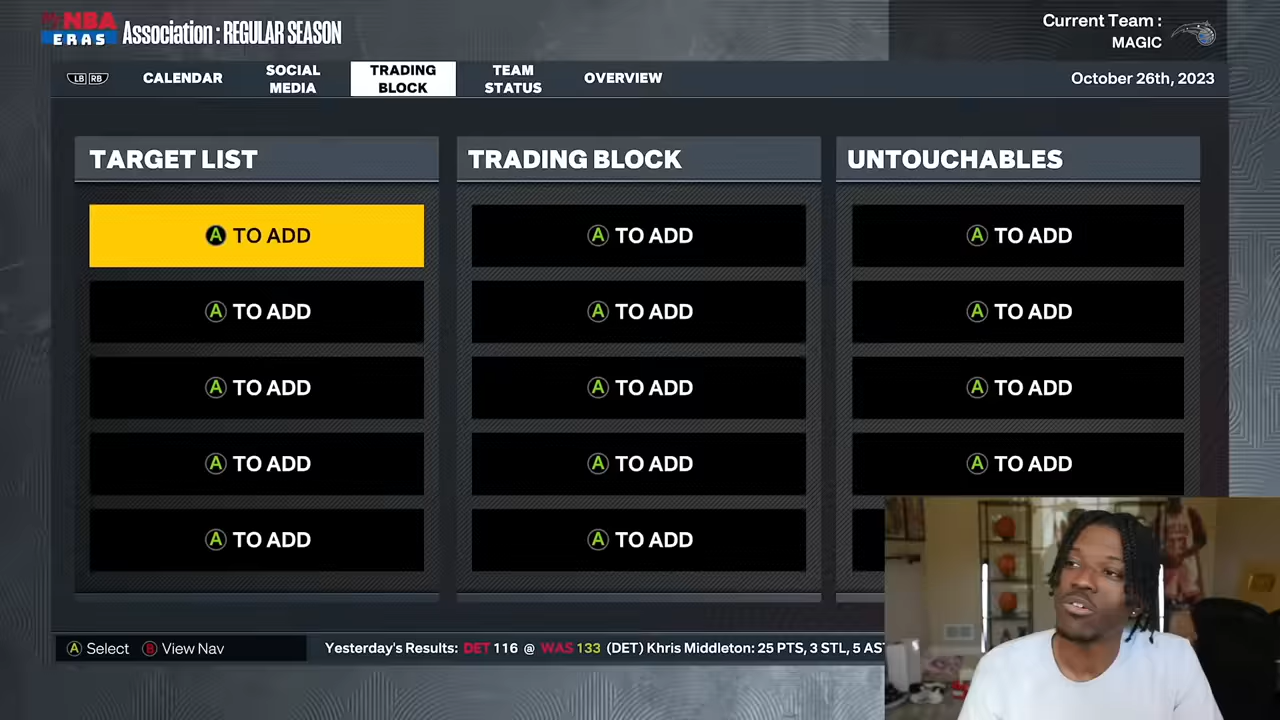 MyNBA
ERAS
Association : REGULAR SEASON
Current Team :
MAGIC
LB RB
CALENDAR
SOCIAL MEDIA
TRADING BLOCK
TEAM STATUS
OVERVIEW
October 26th, 2023
TARGET LIST
TRADING BLOCK
UNTOUCHABLES
A TO ADD
A TO ADD
A TO ADD
A TO ADD
A TO ADD
A TO ADD
A TO ADD
A TO ADD
A TO ADD
A TO ADD
A TO ADD
A TO ADD
A TO ADD
A TO ADD
A Select
B View Nav
Yesterday's Results: DET 116 @ WAS 133 (DET) Khris Middleton: 25 PTS, 3 STL, 5 AS